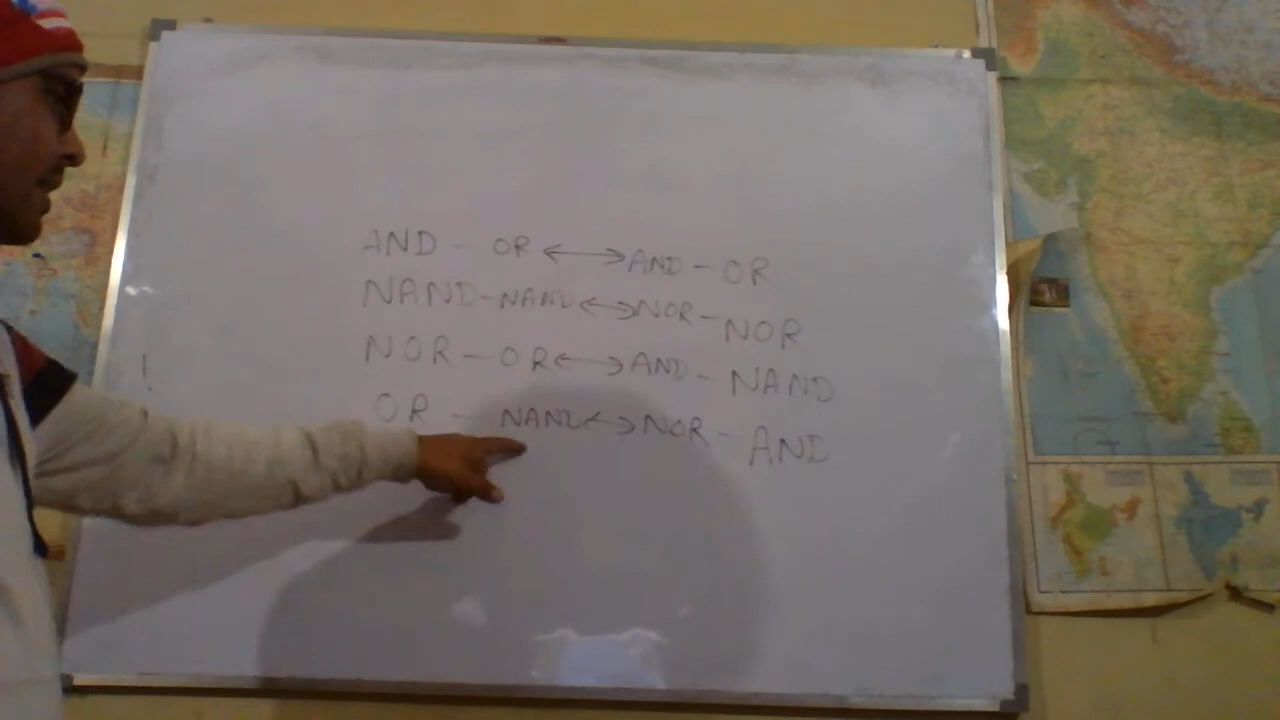 AND - OR ↔ AND - OR
NAND - NAND ↔ NOR - NOR
NOR - OR ↔ AND - NAND
OR - NAND ↔ NOR - AND